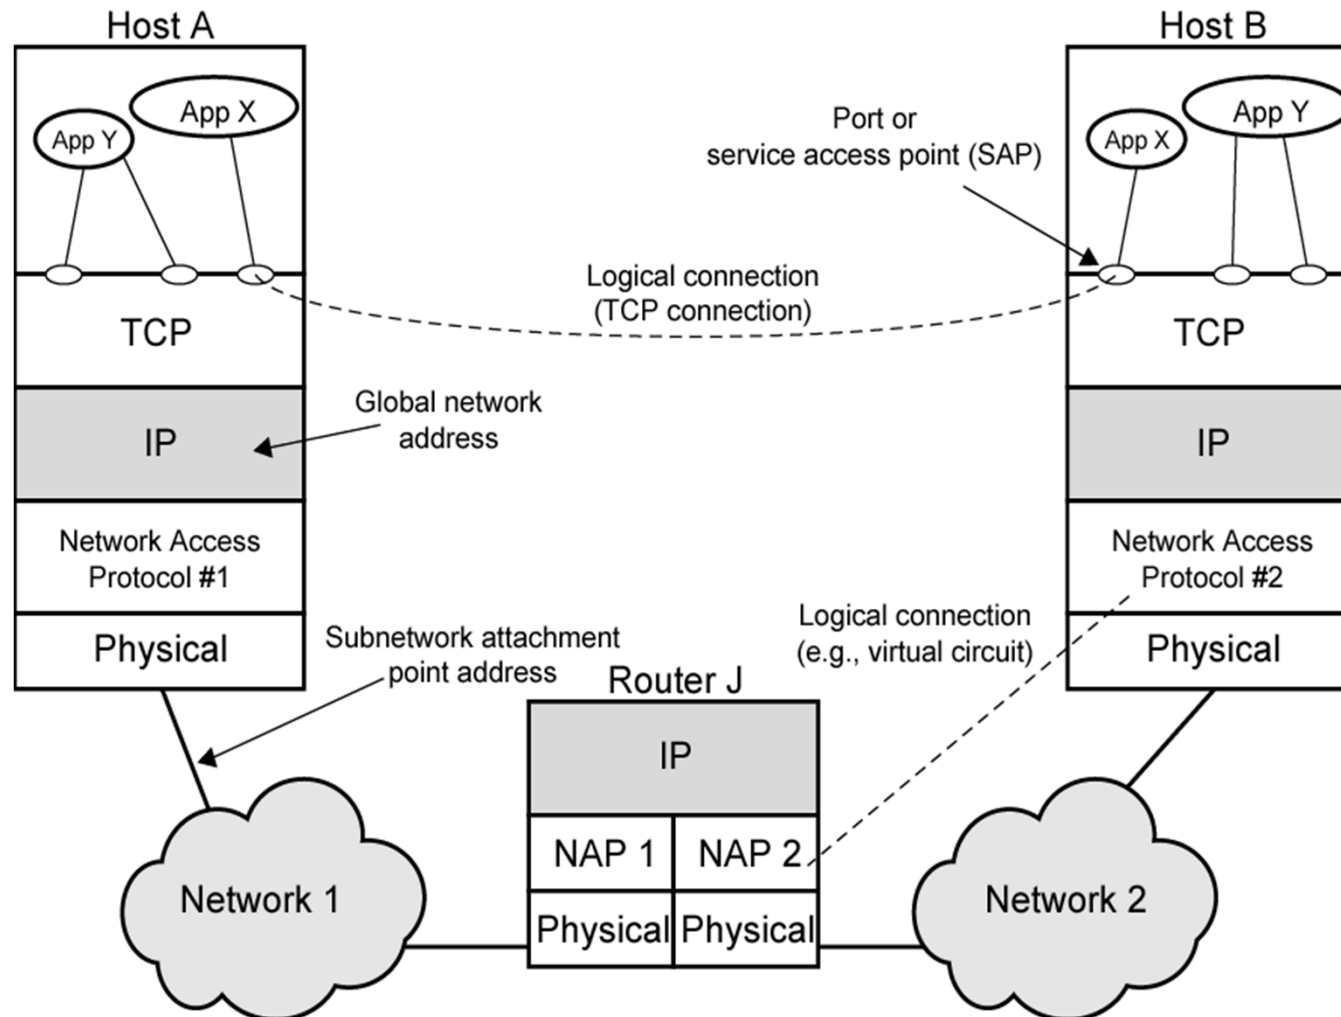 Host A
Host B
App X
App Y
Port or
service access point (SAP)
App Y
App X
Logical connection
(TCP connection)
TCP
TCP
Global network
address
IP
IP
Network Access
Protocol #1
Network Access
Protocol #2
Logical connection
(e.g., virtual circuit)
Subnetwork attachment
point address
Physical
Physical
Router J
IP
NAP 1
NAP 2
Network 1
Network 2
Physical
Physical